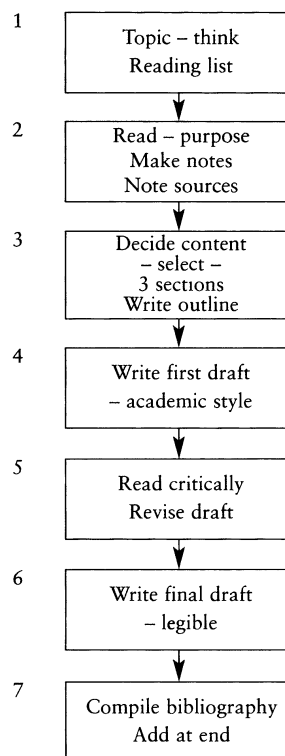 1
Topic – think
Reading list
2
Read – purpose
Make notes
Note sources
3
Decide content
– select –
3 sections
Write outline
4
Write first draft
– academic style
5
Read critically
Revise draft
6
Write final draft
– legible
7
Compile bibliography
Add at end